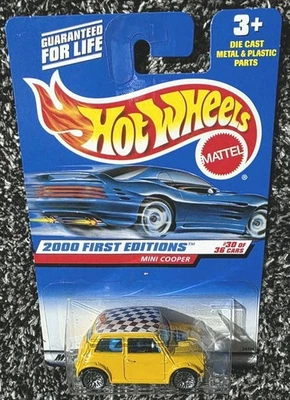 GUARANTEED
FOR LIFE
3+
DIE CAST
METAL & PLASTIC
PARTS
HOT WHEELS
MATTEL
2000 FIRST EDITIONS™
#30 OF
36 CARS
MINI COOPER